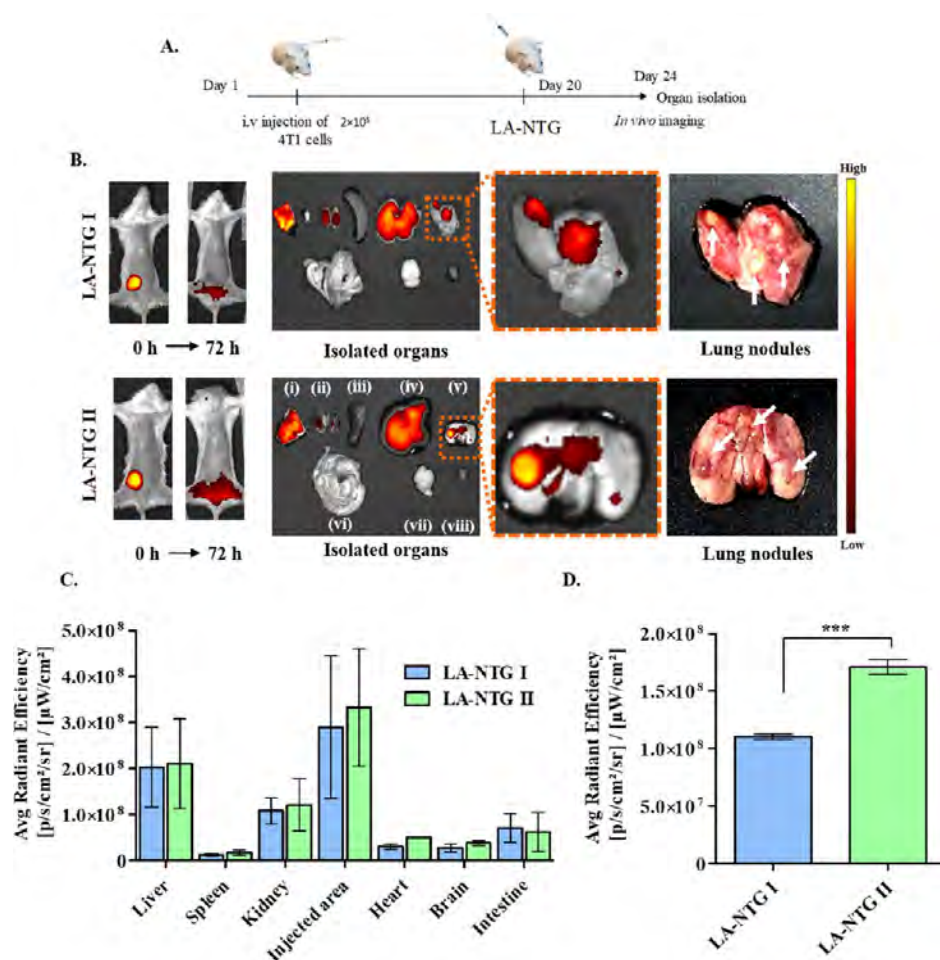 A.
Day 1
Day 20
Day 24
Organ isolation
i.v injection of 2×10⁵
4T1 cells
LA-NTG
In vivo imaging
B.
High
LA-NTG I
0 h → 72 h
Isolated organs
Lung nodules
LA-NTG II
(i) (ii) (iii) (iv) (v)
(vi) (vii) (viii)
Low
0 h → 72 h
Isolated organs
Lung nodules
C.
Avg Radiant Efficiency
[p/s/cm²/sr] / [µW/cm²]
5.0×10⁸
4.0×10⁸
3.0×10⁸
2.0×10⁸
1.0×10⁸
0
LA-NTG I
LA-NTG II
Liver
Spleen
Kidney
Injected area
Heart
Brain
Intestine
D.
Avg Radiant Efficiency
[p/s/cm²/sr] / [µW/cm²]
2.0×10⁸
1.5×10⁸
1.0×10⁸
5.0×10⁷
0
***
LA-NTG I
LA-NTG II